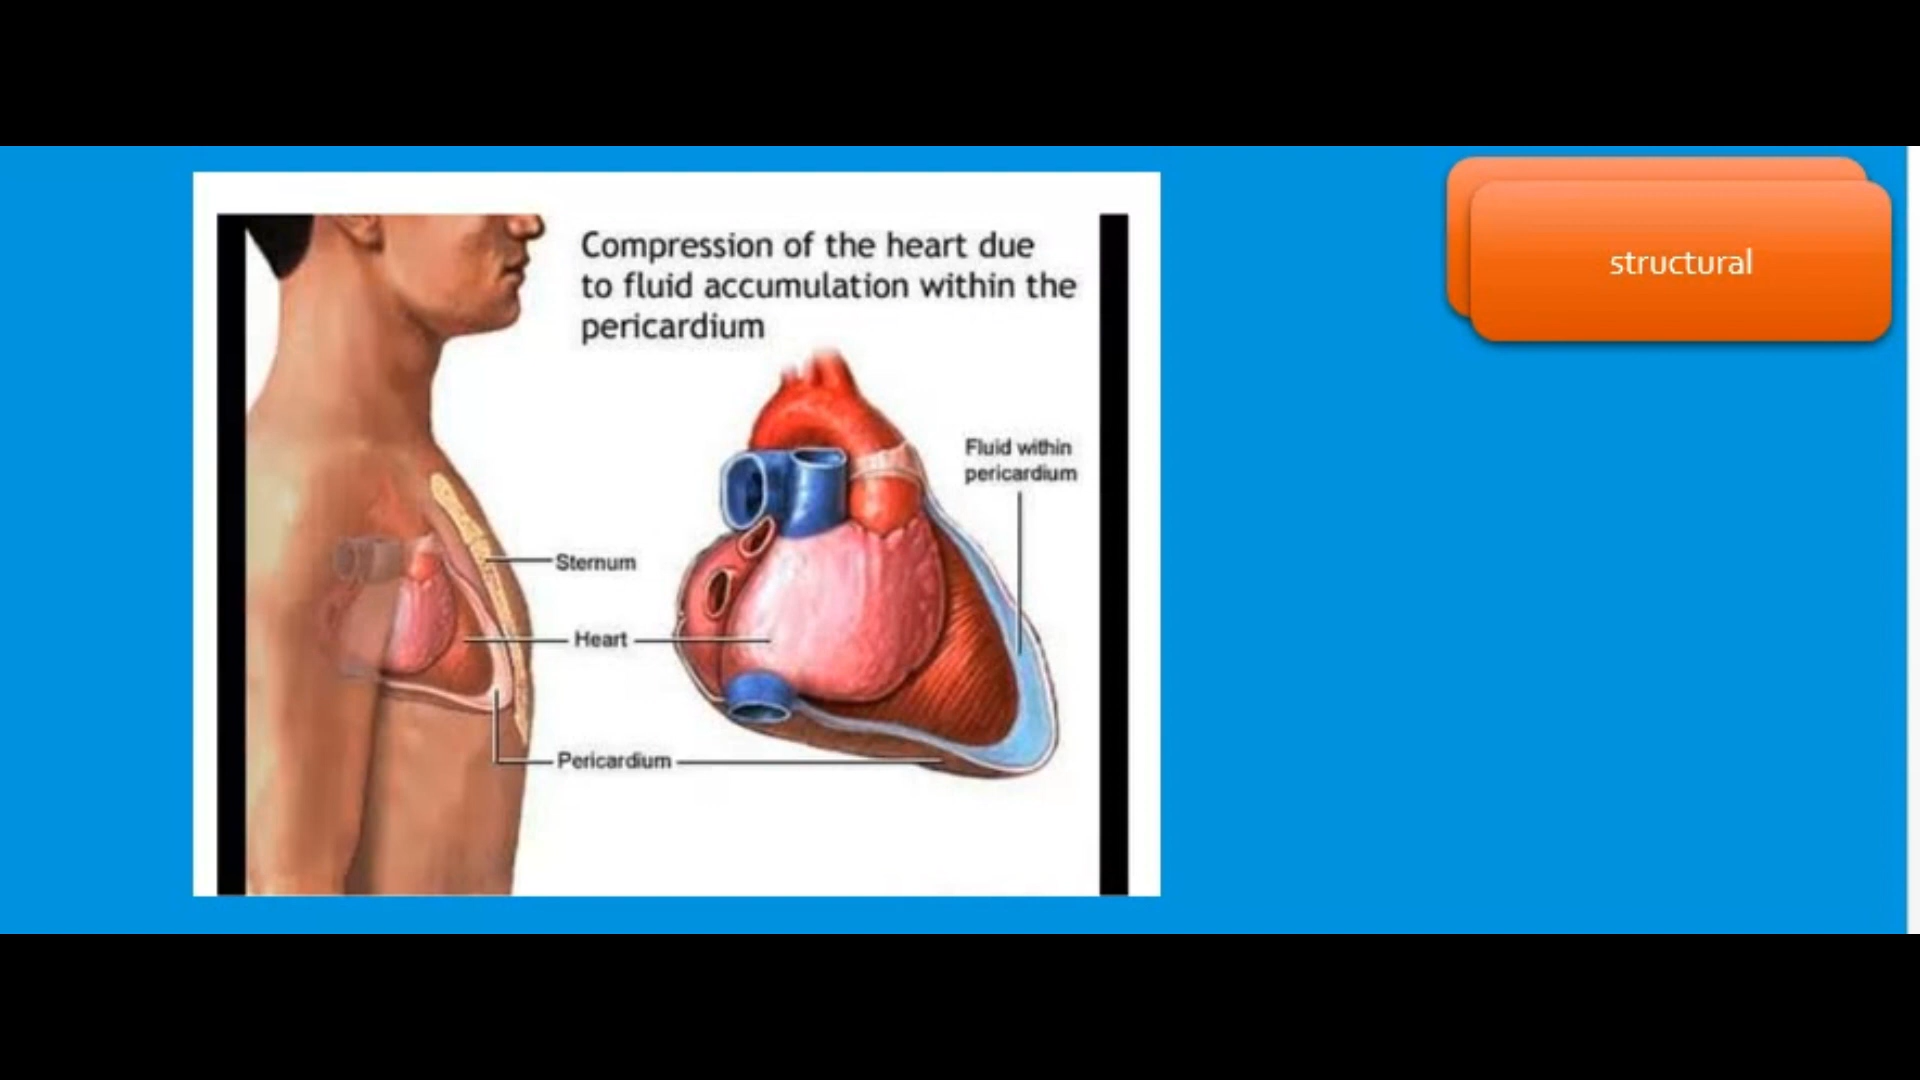 Compression of the heart due
to fluid accumulation within the
pericardium
structural
Fluid within
pericardium
Sternum
Heart
Pericardium